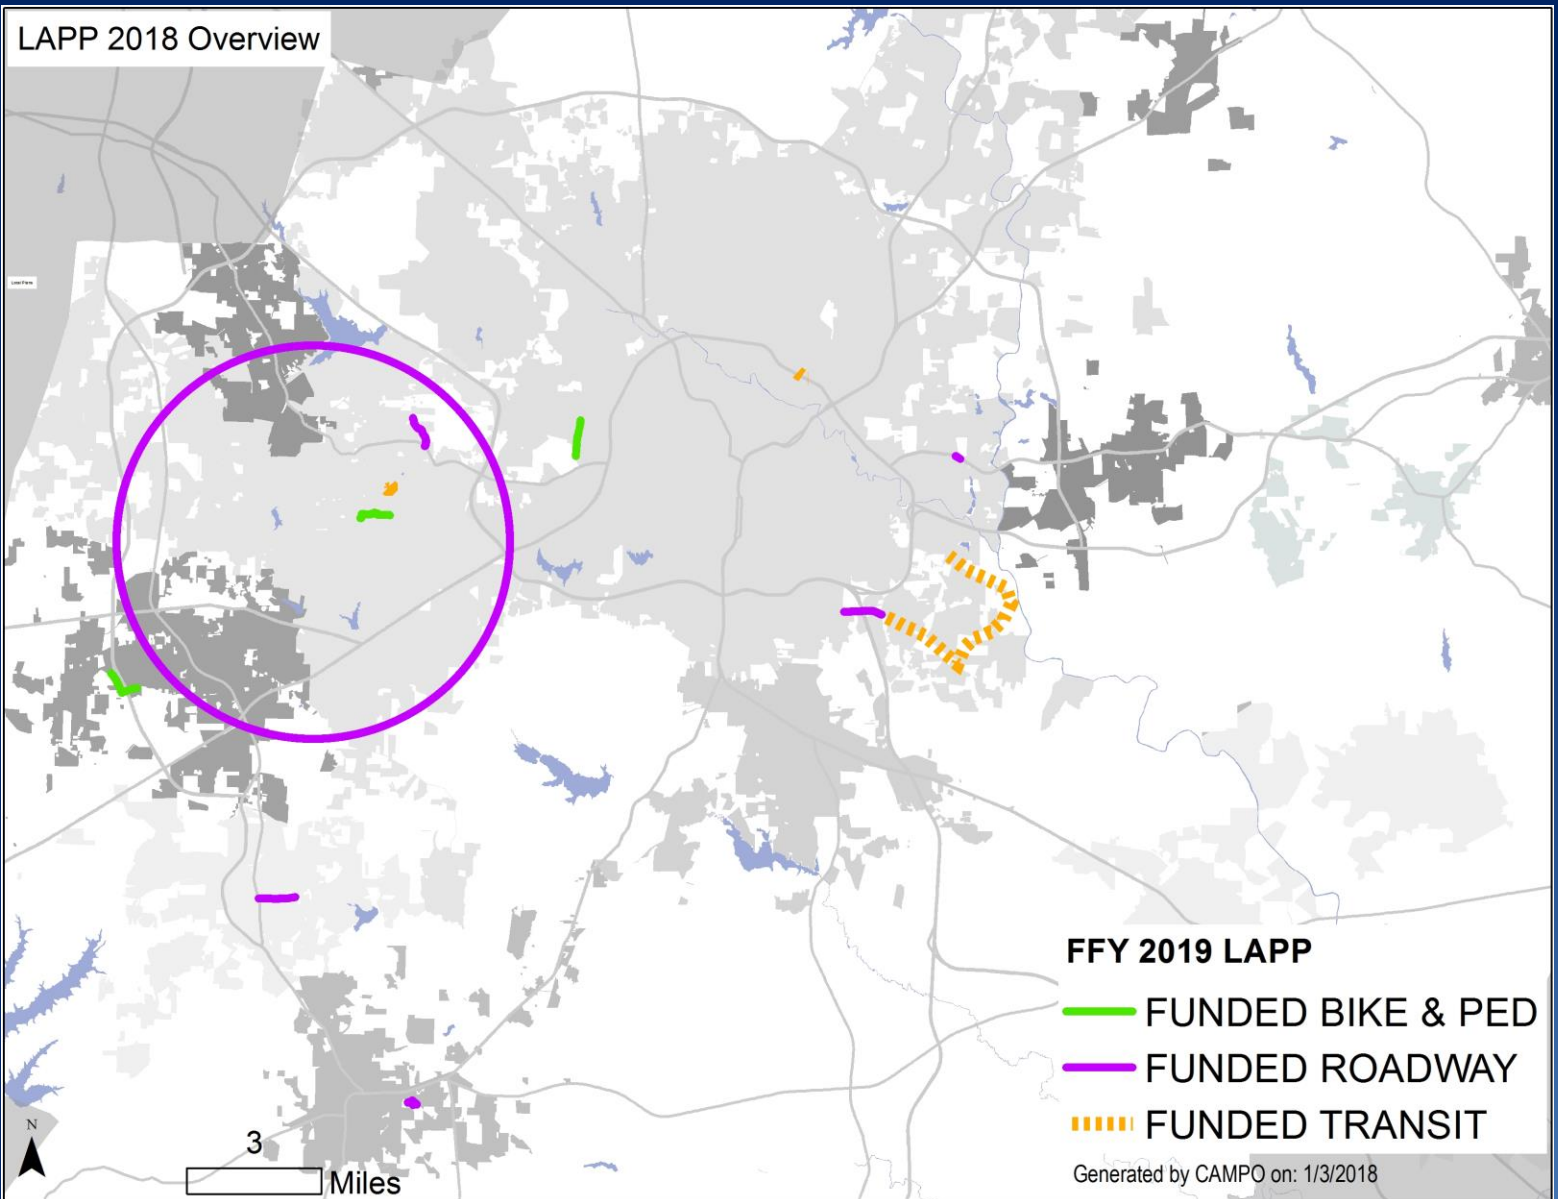 LAPP 2018 Overview
FFY 2019 LAPP
FUNDED BIKE & PED
FUNDED ROADWAY
FUNDED TRANSIT
Generated by CAMPO on: 1/3/2018
N
3
Miles